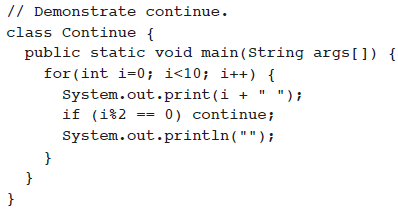 // Demonstrate continue.
class Continue {
  public static void main(String args[]) {
    for(int i=0; i<10; i++) {
      System.out.print(i + " ");
      if (i%2 == 0) continue;
      System.out.println("");
    }
  }
}